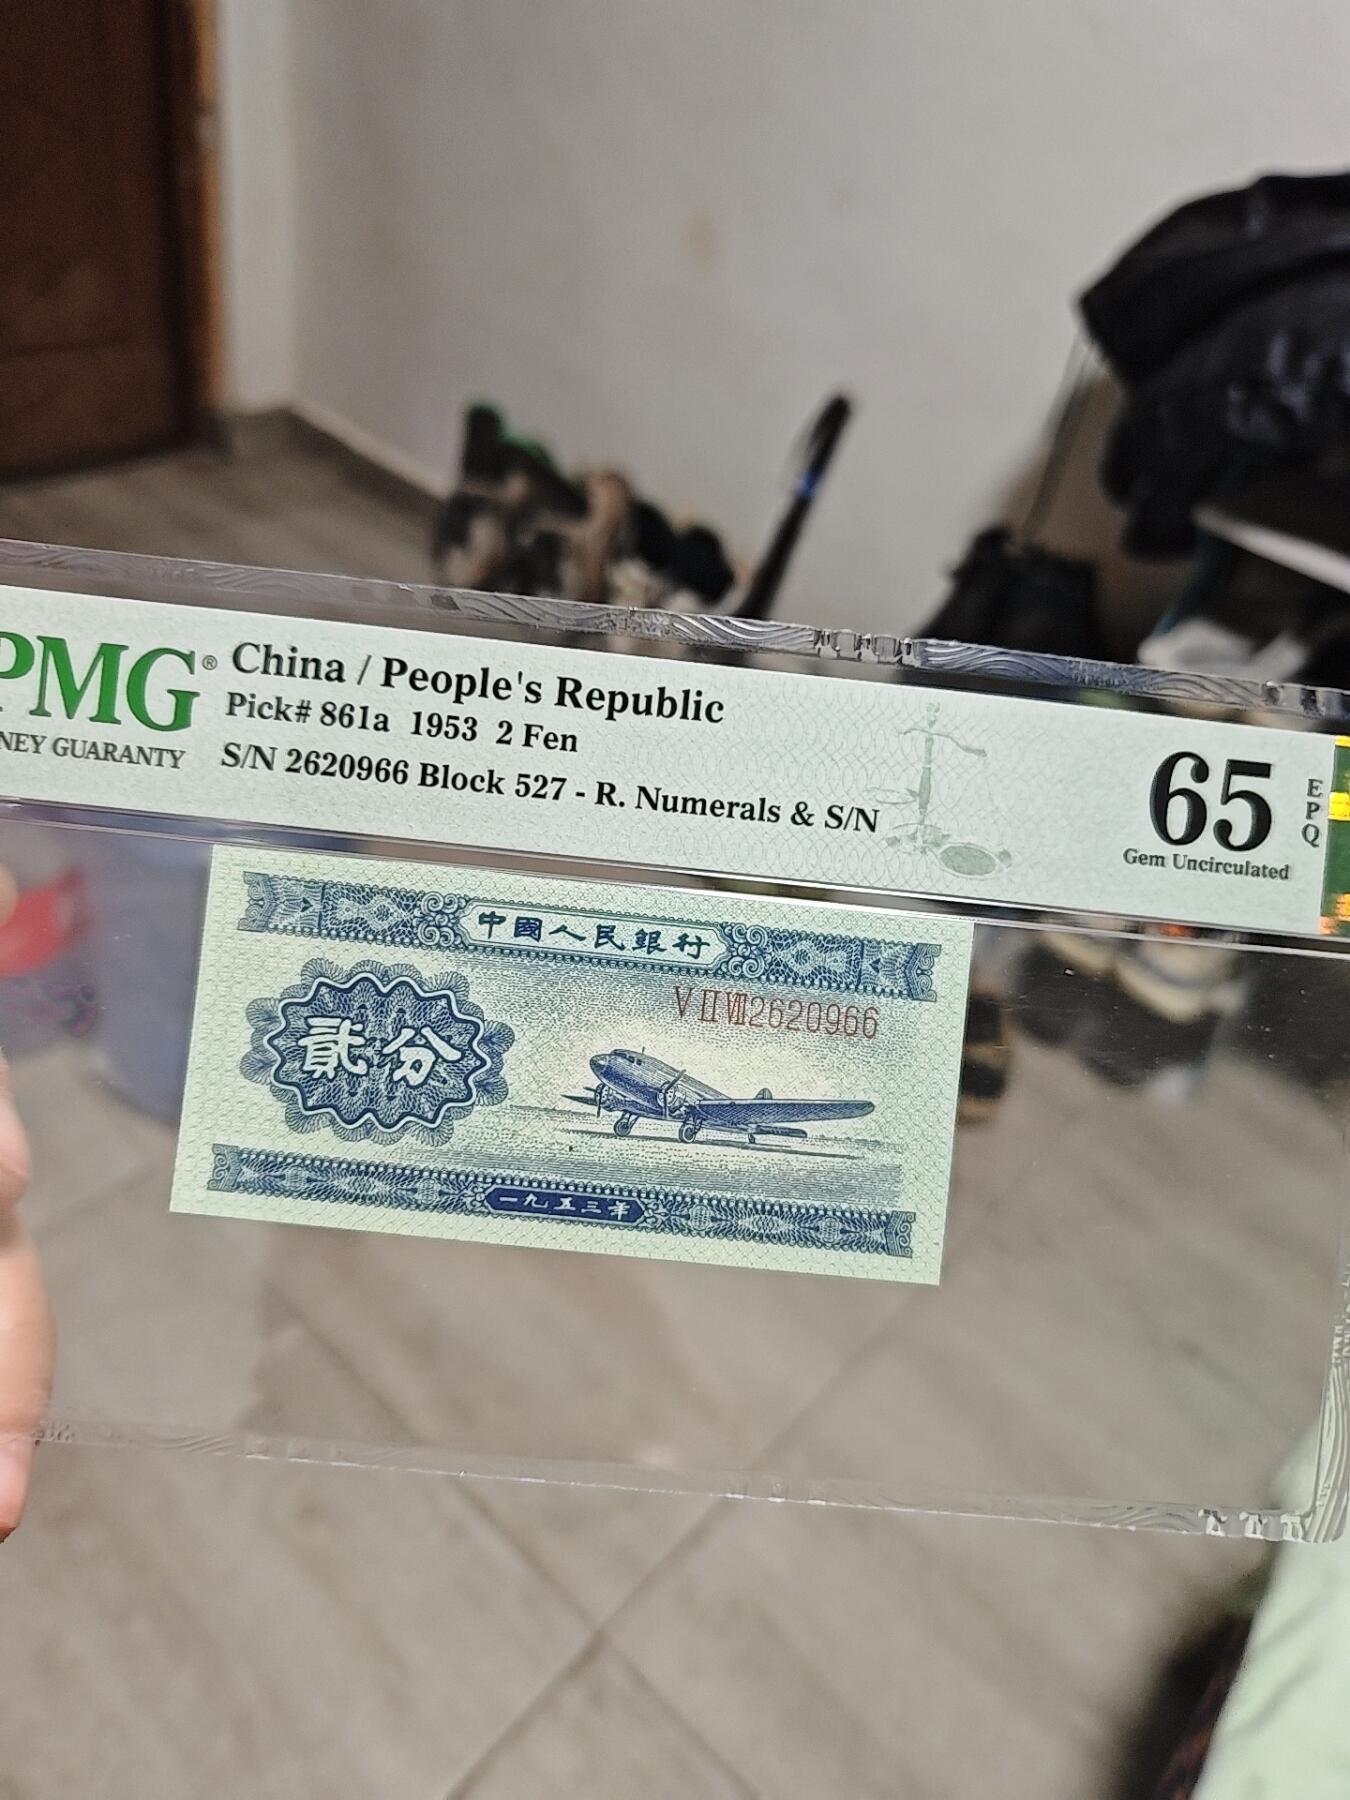 PMG®
NEY GUARANTY
China / People's Republic
Pick# 861a 1953 2 Fen
S/N 2620966 Block 527 - R. Numerals & S/N
65
EPQ
Gem Uncirculated
中國人民銀行
ⅤⅡⅦ2620966
貳分
一九五三年